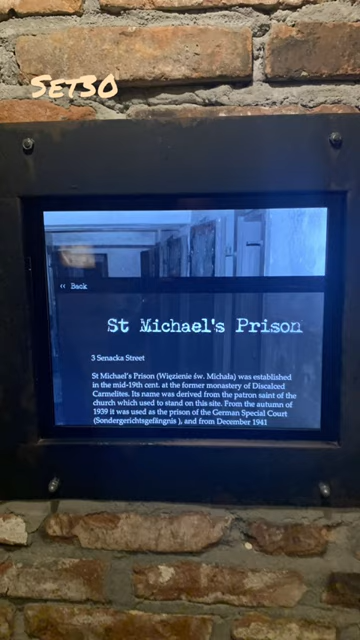 SET30
‹‹ Back
St Michael's Prison
3 Senacka Street
St Michael's Prison (Więzienie św. Michała) was established
in the mid-19th cent. at the former monastery of Discalced
Carmelites. Its name was derived from the patron saint of the
church which used to stand on this site. From the autumn of
1939 it was used as the prison of the German Special Court
(Sondergerichtsgefängnis ), and from December 1941